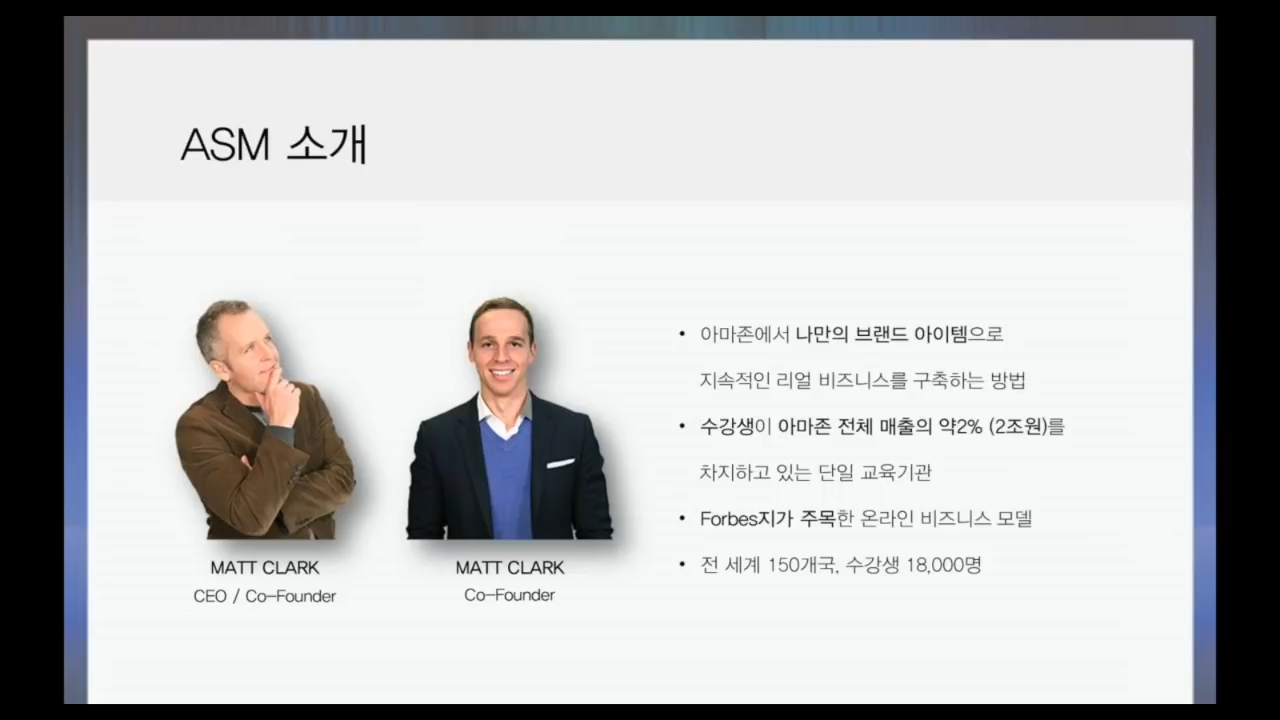 ASM 소개
MATT CLARK
CEO / Co-Founder
MATT CLARK
Co-Founder
• 아마존에서 나만의 브랜드 아이템으로
지속적인 리얼 비즈니스를 구축하는 방법
• 수강생이 아마존 전체 매출의 약2% (2조원)를
차지하고 있는 단일 교육기관
• Forbes지가 주목한 온라인 비즈니스 모델
• 전 세계 150개국, 수강생 18,000명